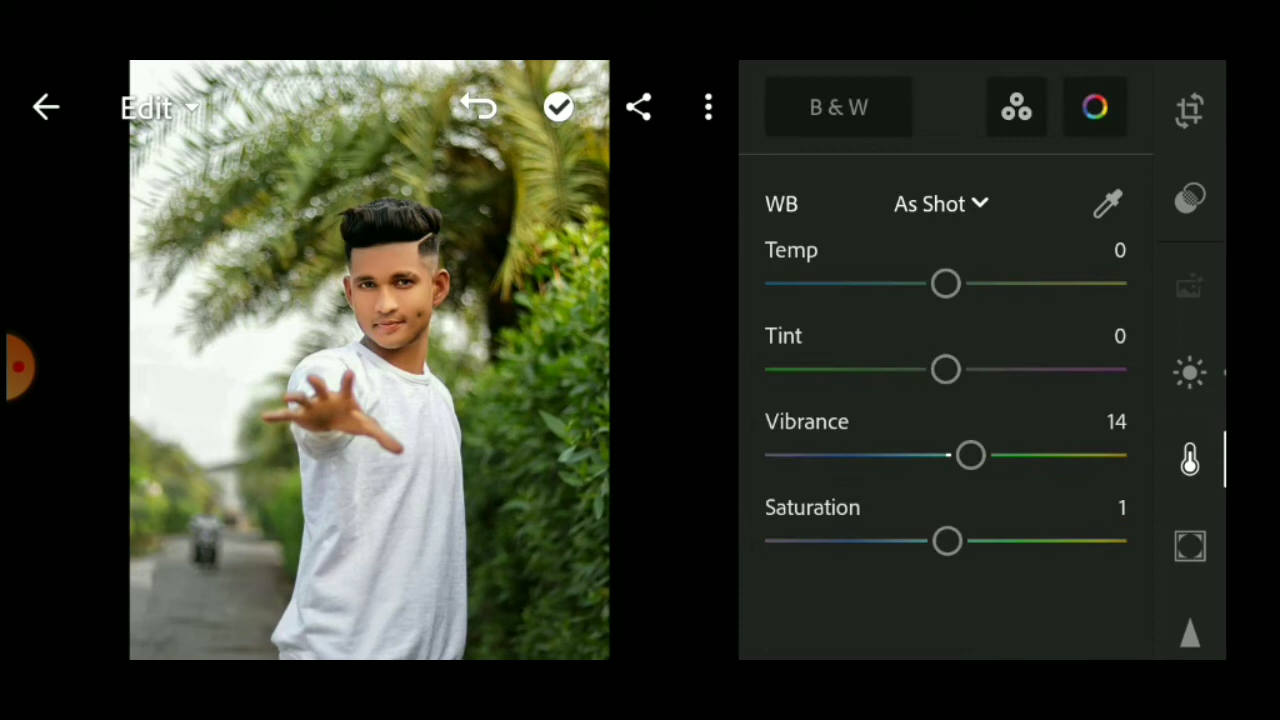 Edit
B & W
WB As Shot
Temp 0
Tint 0
Vibrance 14
Saturation 1